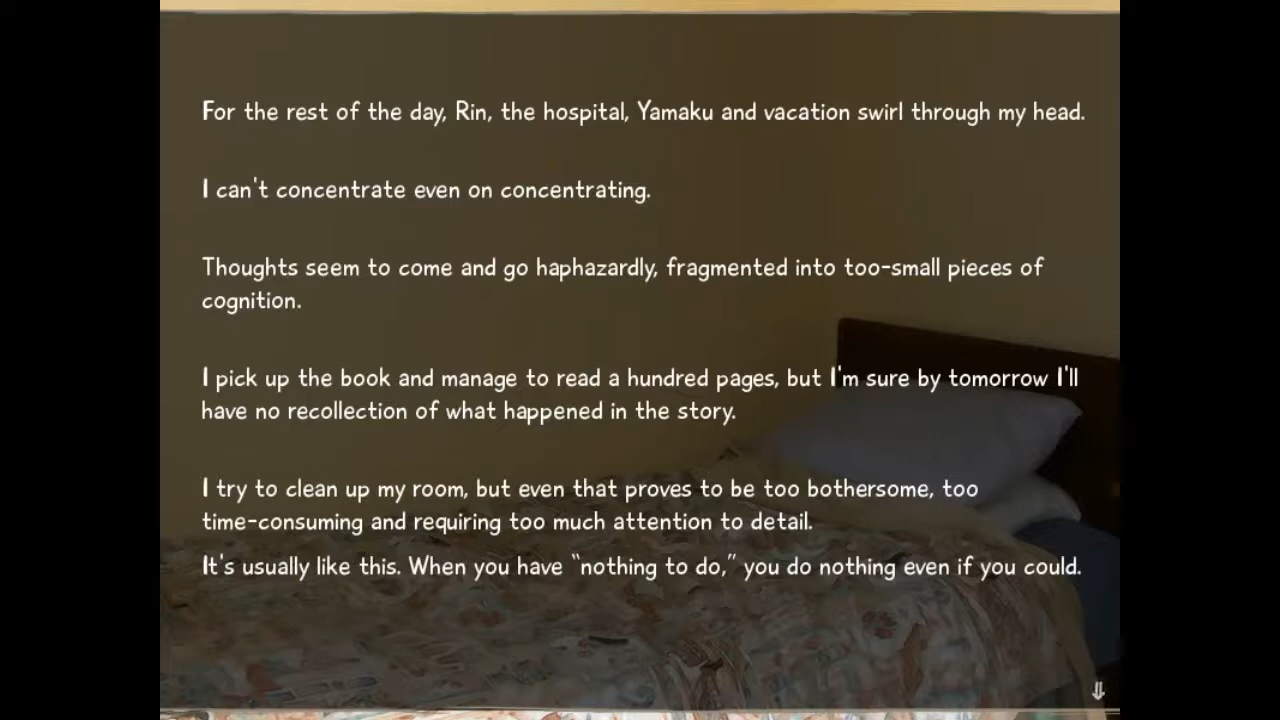 For the rest of the day, Rin, the hospital, Yamaku and vacation swirl through my head.
I can't concentrate even on concentrating.
Thoughts seem to come and go haphazardly, fragmented into too-small pieces of
cognition.
I pick up the book and manage to read a hundred pages, but I'm sure by tomorrow I'll
have no recollection of what happened in the story.
I try to clean up my room, but even that proves to be too bothersome, too
time-consuming and requiring too much attention to detail.
It's usually like this. When you have “nothing to do,” you do nothing even if you could.